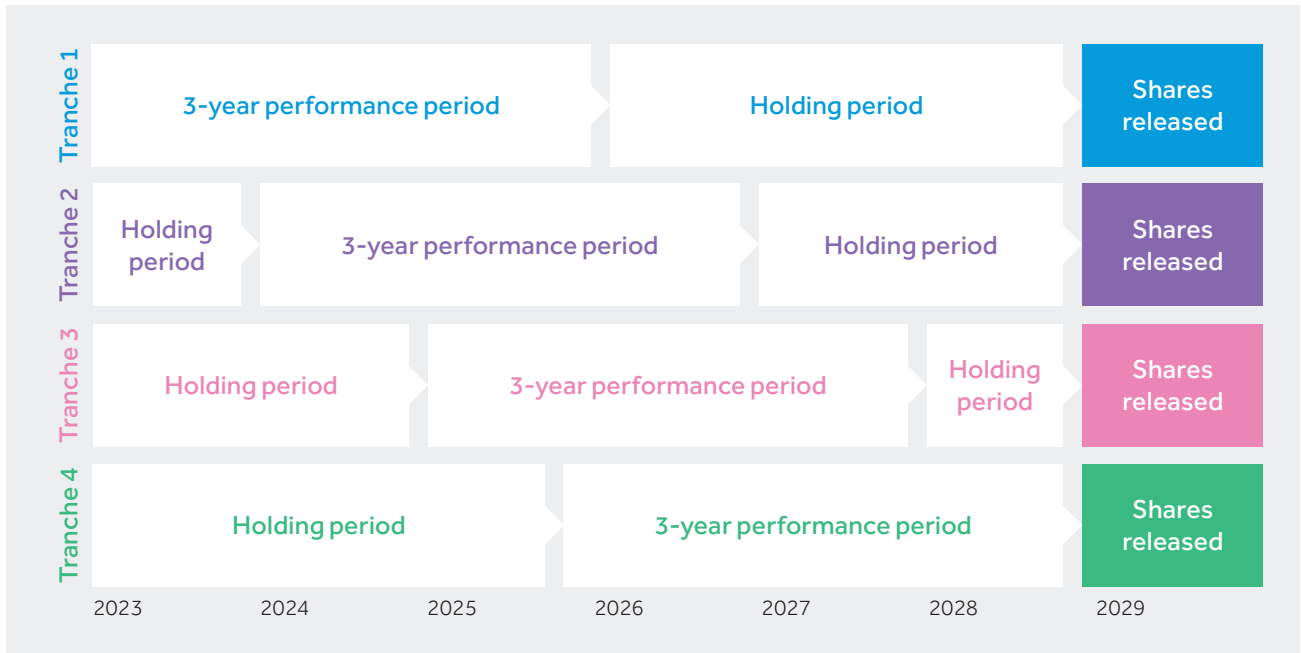 Tranche 1
3-year performance period
Holding period
Shares
released
Tranche 2
Holding
period
3-year performance period
Holding period
Shares
released
Tranche 3
Holding period
3-year performance period
Holding
period
Shares
released
Tranche 4
Holding period
3-year performance period
Shares
released
2023
2024
2025
2026
2027
2028
2029